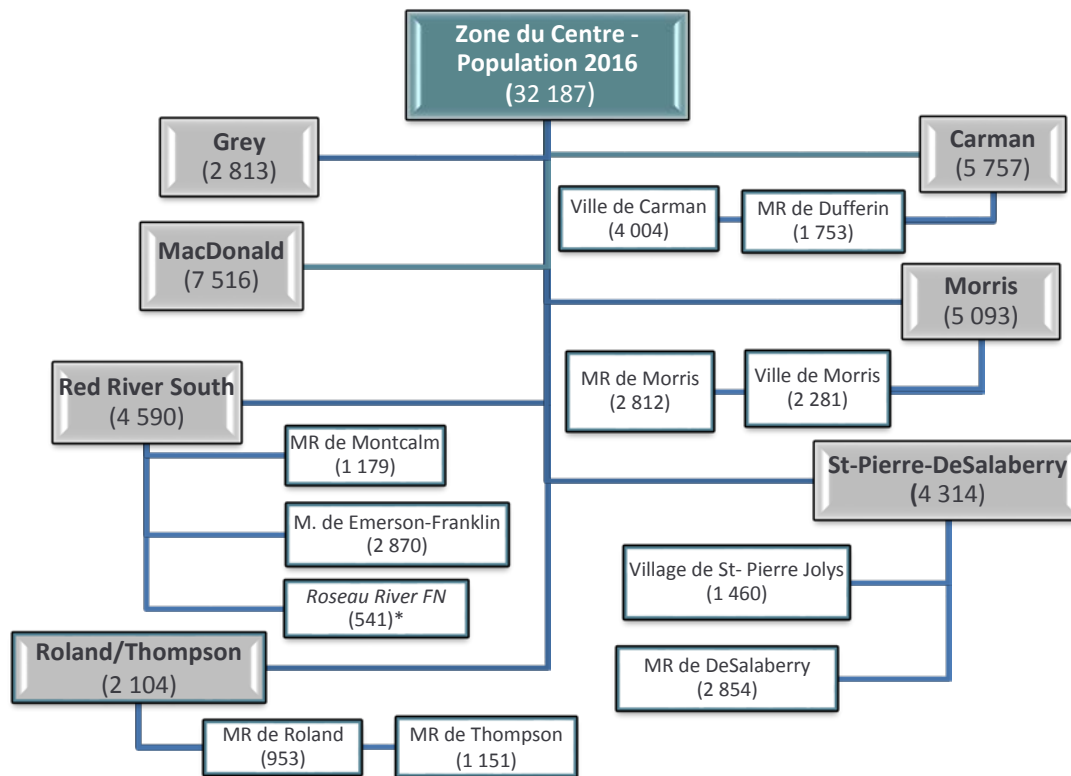 Zone du Centre -
Population 2016
(32 187)
Grey
(2 813)
Carman
(5 757)
Ville de Carman
(4 004)
MR de Dufferin
(1 753)
MacDonald
(7 516)
Morris
(5 093)
MR de Morris
(2 812)
Ville de Morris
(2 281)
Red River South
(4 590)
MR de Montcalm
(1 179)
M. de Emerson-Franklin
(2 870)
Roseau River FN
(541)*
St-Pierre-DeSalaberry
(4 314)
Village de St- Pierre Jolys
(1 460)
MR de DeSalaberry
(2 854)
Roland/Thompson
(2 104)
MR de Roland
(953)
MR de Thompson
(1 151)